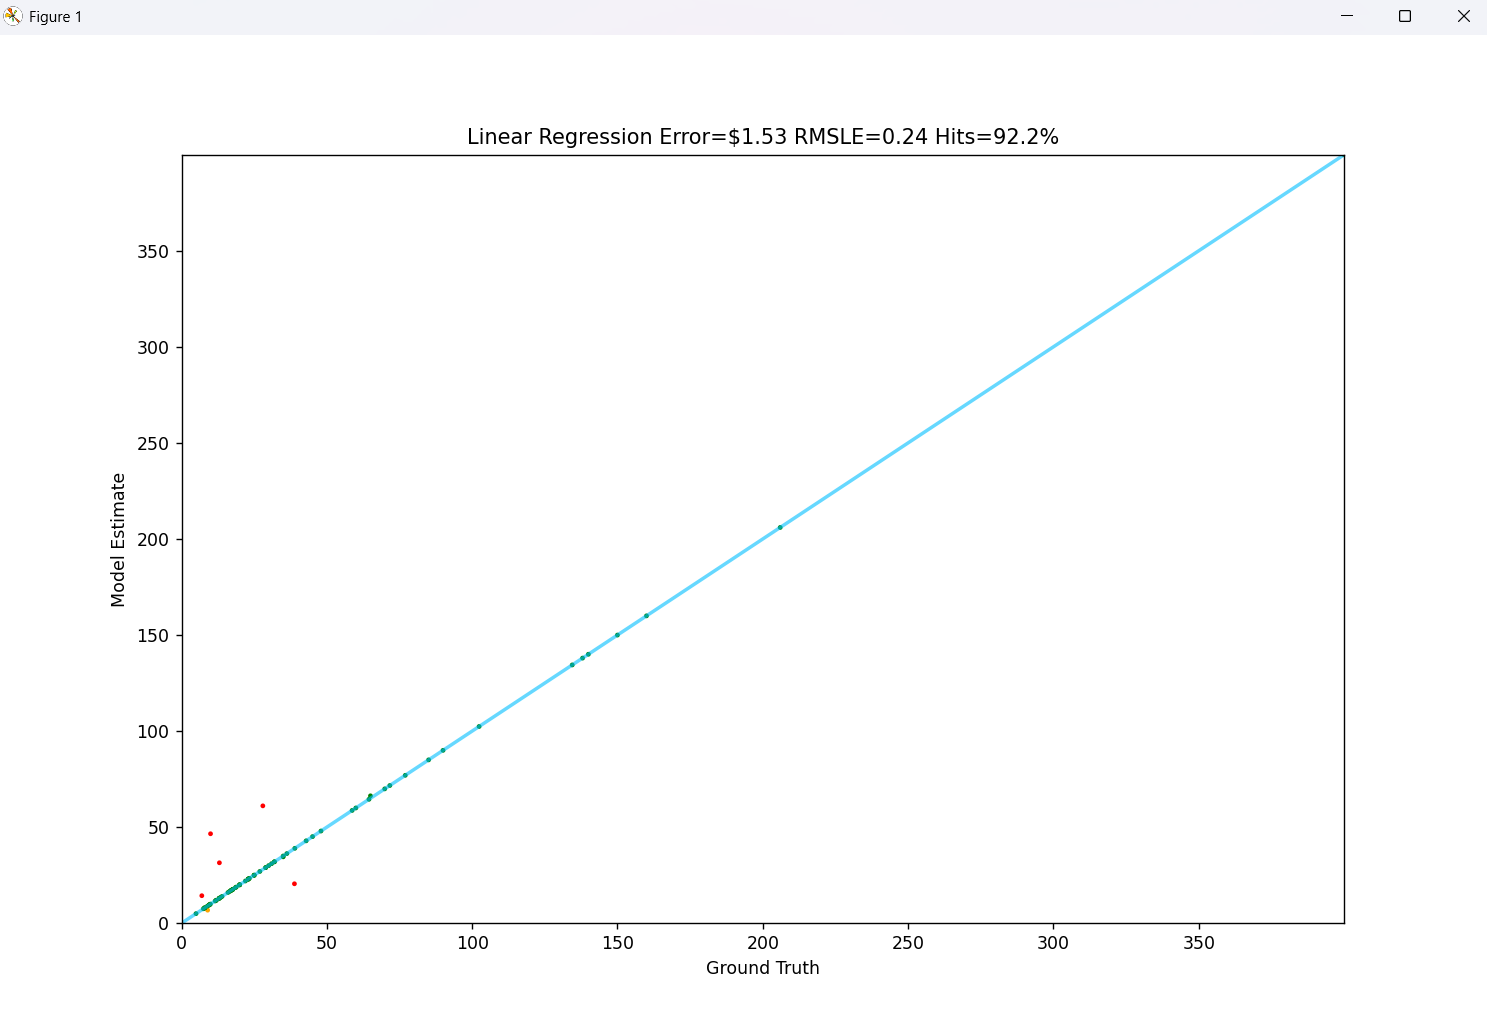 Figure 1
Linear Regression Error=$1.53 RMSLE=0.24 Hits=92.2%
350
300
250
200
150
100
50
0
Model Estimate
0 50 100 150 200 250 300 350
Ground Truth